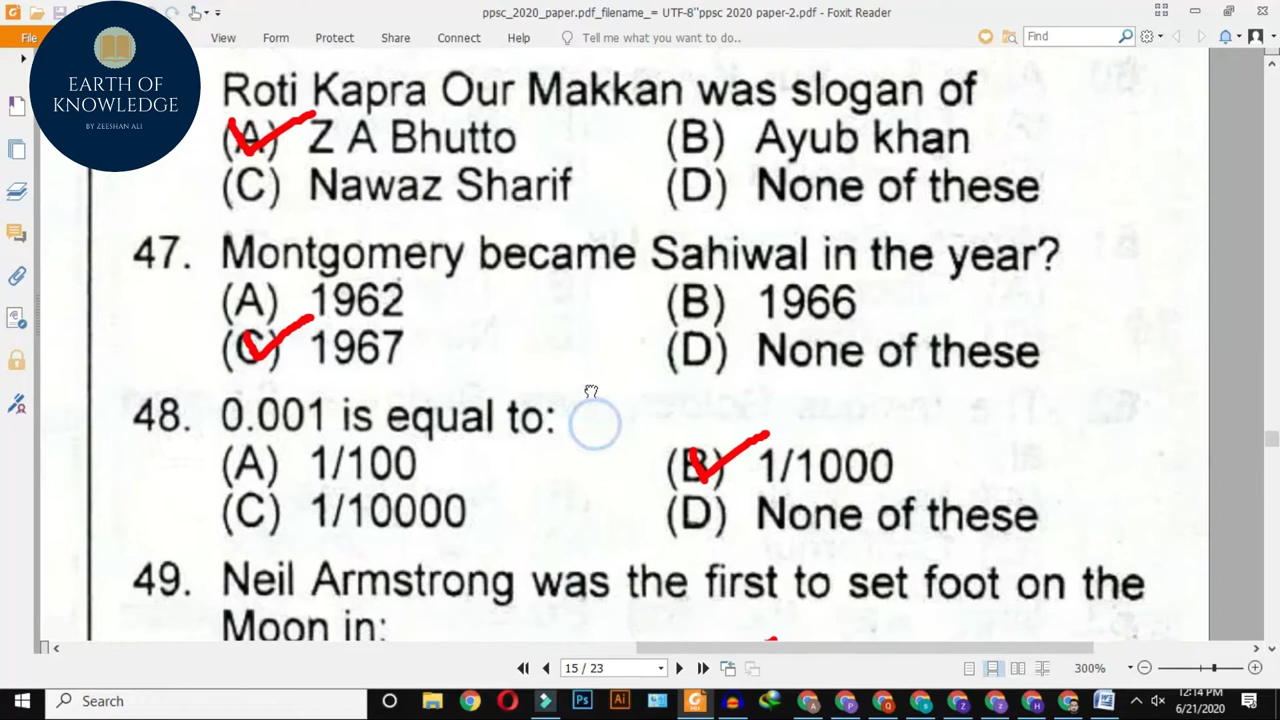 ppsc_2020_paper.pdf_filename_= UTF-8''ppsc 2020 paper-2.pdf - Foxit Reader
File View Form Protect Share Connect Help Tell me what you want to do.. Find
EARTH OF
KNOWLEDGE
BY ZEESHAN ALI
Roti Kapra Our Makkan was slogan of
(A) Z A Bhutto (B) Ayub khan
(C) Nawaz Sharif (D) None of these
47. Montgomery became Sahiwal in the year?
(A) 1962 (B) 1966
(C) 1967 (D) None of these
48. 0.001 is equal to:
(A) 1/100 (B) 1/1000
(C) 1/10000 (D) None of these
49. Neil Armstrong was the first to set foot on the
Moon in:
15 / 23 300%
Search 12:14 PM
6/21/2020